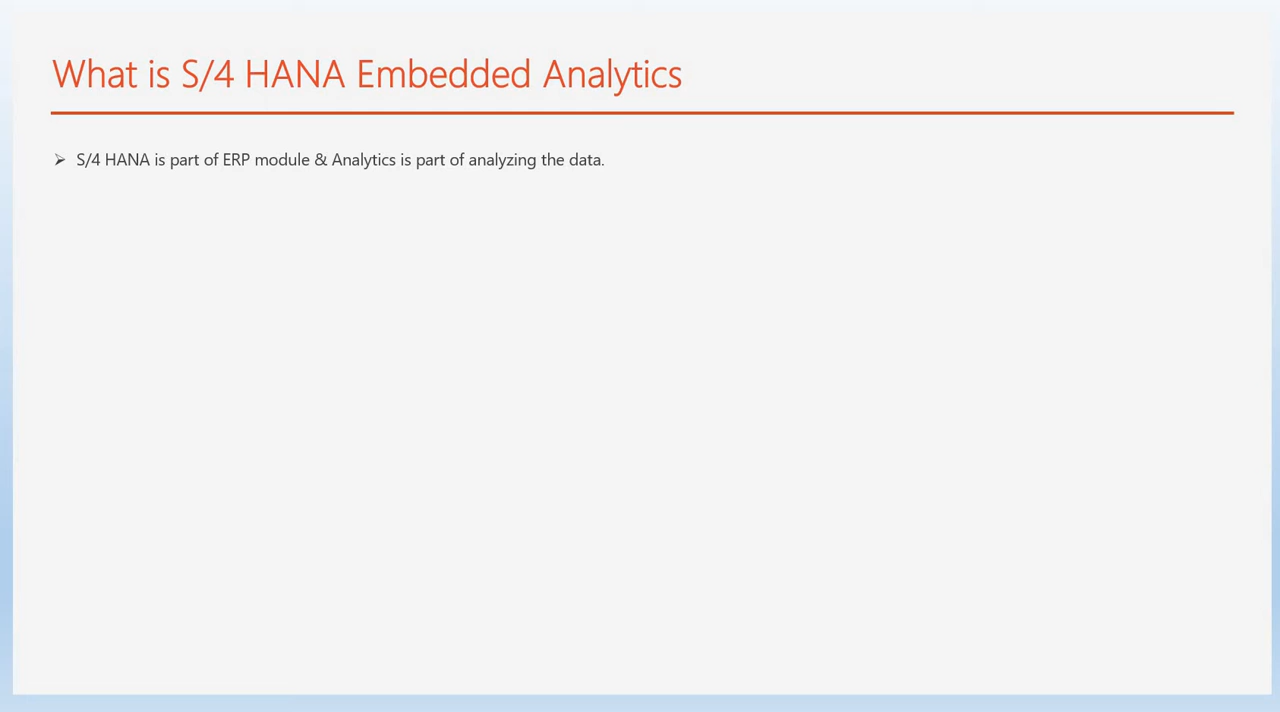 What is S/4 HANA Embedded Analytics
➢ S/4 HANA is part of ERP module & Analytics is part of analyzing the data.